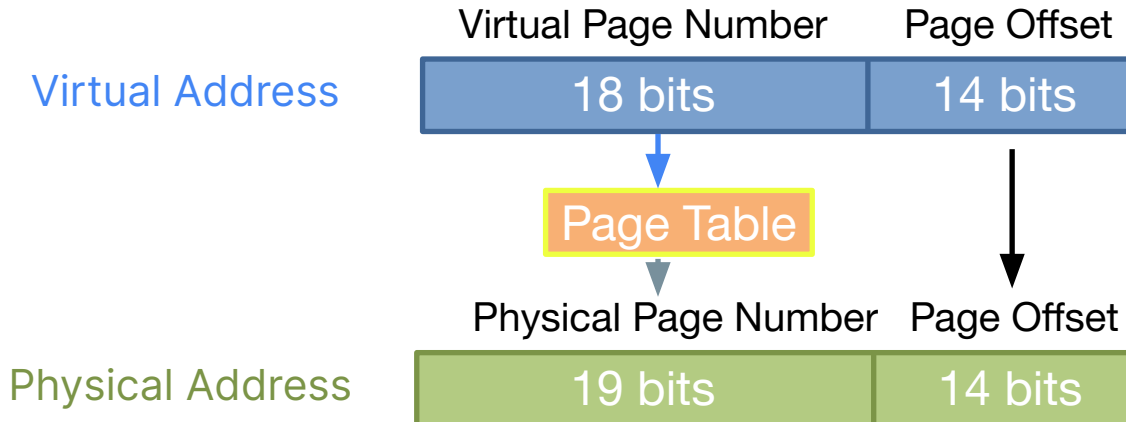 Virtual Page Number Page Offset
Virtual Address 18 bits 14 bits
Page Table
Physical Page Number Page Offset
Physical Address 19 bits 14 bits